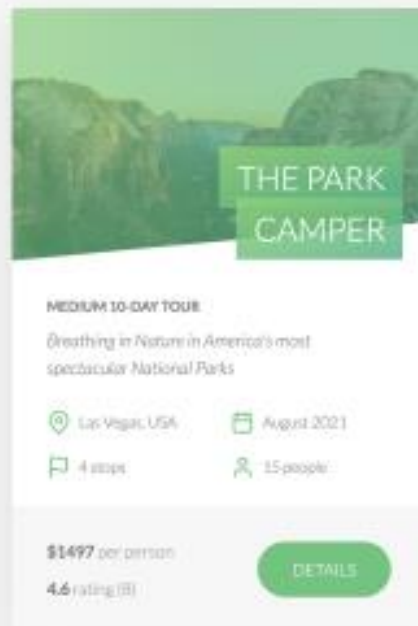 THE PARK
CAMPER
MEDIUM 10-DAY TOUR
Breathing in Nature in America's most
spectacular National Parks
Las Vegas, USA
August 2021
4 stops
15 people
$1497 per person
4.6 rating (8)
DETAILS